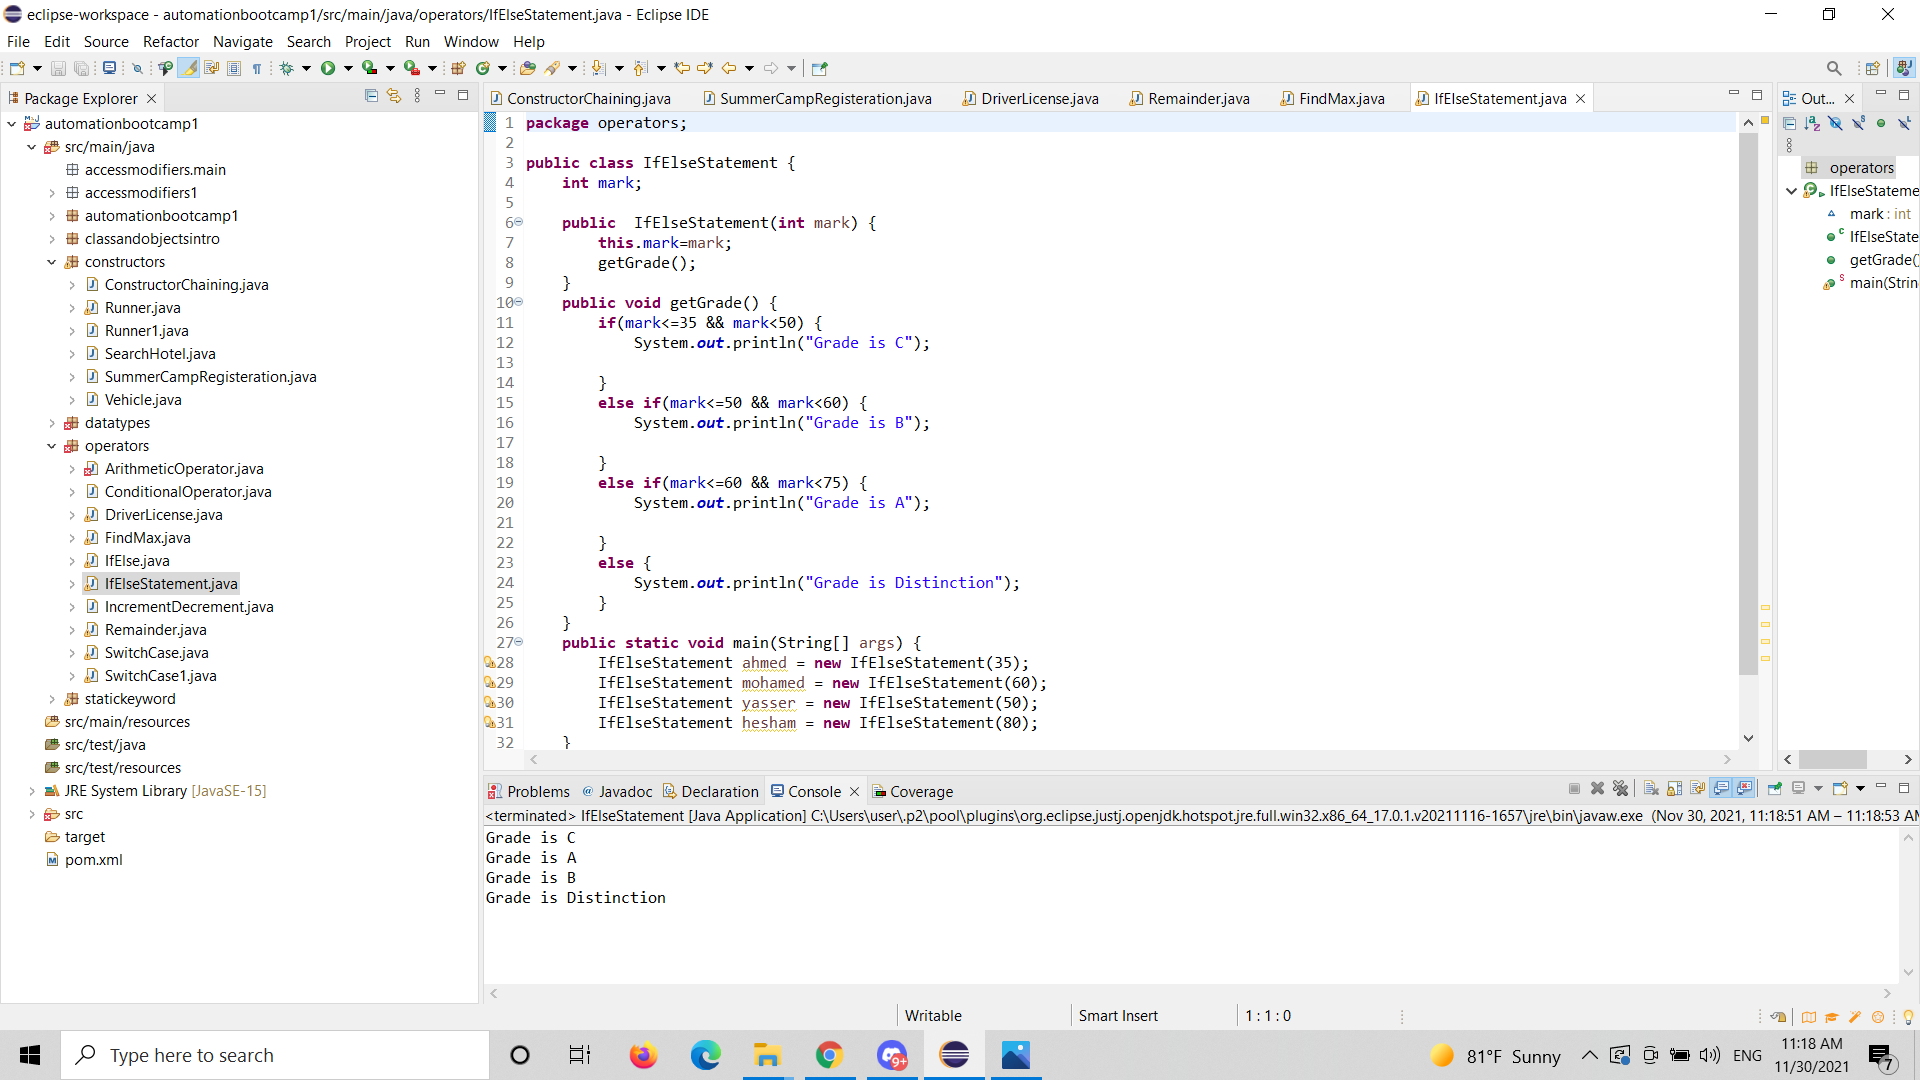 eclipse-workspace - automationbootcamp1/src/main/java/operators/IfElseStatement.java - Eclipse IDE
File Edit Source Refactor Navigate Search Project Run Window Help
Package Explorer
automationbootcamp1
src/main/java
accessmodifiers.main
accessmodifiers1
automationbootcamp1
classandobjectsintro
constructors
ConstructorChaining.java
Runner.java
Runner1.java
SearchHotel.java
SummerCampRegisteration.java
Vehicle.java
datatypes
operators
ArithmeticOperator.java
ConditionalOperator.java
DriverLicense.java
FindMax.java
IfElse.java
IfElseStatement.java
IncrementDecrement.java
Remainder.java
SwitchCase.java
SwitchCase1.java
statickeyword
src/main/resources
src/test/java
src/test/resources
JRE System Library [JavaSE-15]
src
target
pom.xml
ConstructorChaining.java SummerCampRegisteration.java DriverLicense.java Remainder.java FindMax.java IfElseStatement.java
1 package operators;
2
3 public class IfElseStatement {
4 int mark;
5
6 public  IfElseStatement(int mark) {
7 this.mark=mark;
8 getGrade();
9 }
10 public void getGrade() {
11 if(mark<=35 && mark<50) {
12 System.out.println("Grade is C");
13
14 }
15 else if(mark<=50 && mark<60) {
16 System.out.println("Grade is B");
17
18 }
19 else if(mark<=60 && mark<75) {
20 System.out.println("Grade is A");
21
22 }
23 else {
24 System.out.println("Grade is Distinction");
25 }
26 }
27 public static void main(String[] args) {
28 IfElseStatement ahmed = new IfElseStatement(35);
29 IfElseStatement mohamed = new IfElseStatement(60);
30 IfElseStatement yasser = new IfElseStatement(50);
31 IfElseStatement hesham = new IfElseStatement(80);
32 }
Out...
operators
IfElseStateme
mark : int
IfElseState
getGrade()
main(Strin
Problems @ Javadoc Declaration Console Coverage
<terminated> IfElseStatement [Java Application] C:\Users\user\.p2\pool\plugins\org.eclipse.justj.openjdk.hotspot.jre.full.win32.x86_64_17.0.1.v20211116-1657\jre\bin\javaw.exe (Nov 30, 2021, 11:18:51 AM – 11:18:53 AM
Grade is C
Grade is A
Grade is B
Grade is Distinction
Writable Smart Insert 1 : 1 : 0
Type here to search
9+
81°F Sunny
ENG
11:18 AM
11/30/2021
7